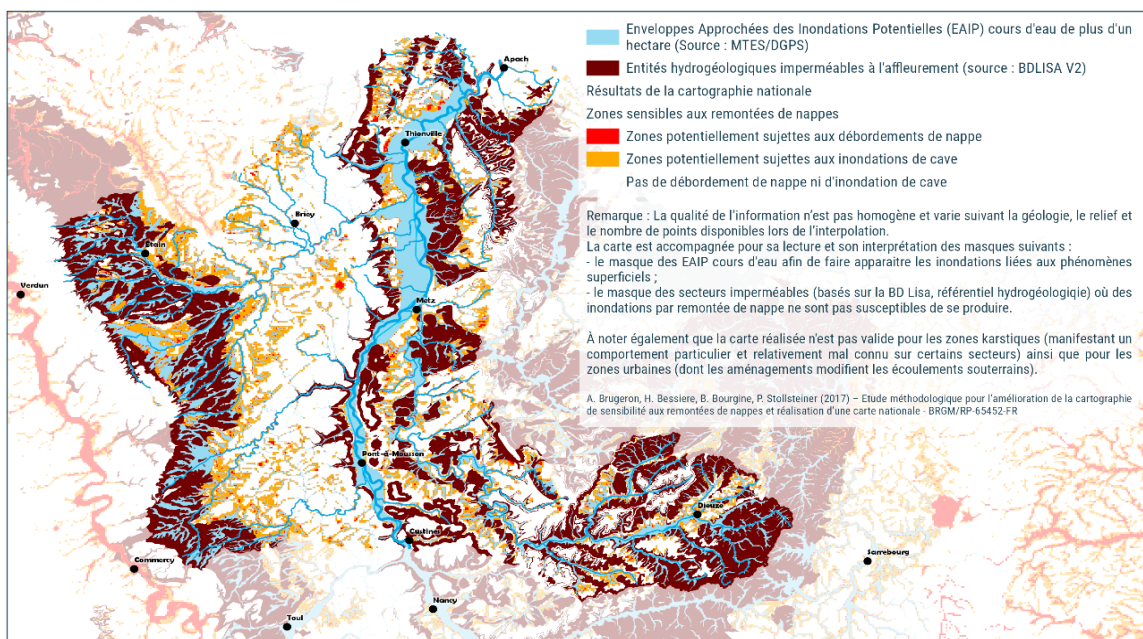 Enveloppes Approchées des Inondations Potentielles (EAIP) cours d'eau de plus d'un
hectare (Source : MTES/DGPS)
Entités hydrogéologiques imperméables à l'affleurement (source : BDLISA V2)
Résultats de la cartographie nationale
Zones sensibles aux remontées de nappes
Zones potentiellement sujettes aux débordements de nappe
Zones potentiellement sujettes aux inondations de cave
Pas de débordement de nappe ni d'inondation de cave
Remarque : La qualité de l'information n'est pas homogène et varie suivant la géologie, le relief et
le nombre de points disponibles lors de l'interpolation.
La carte est accompagnée pour sa lecture et son interprétation des masques suivants :
- le masque des EAIP cours d'eau afin de faire apparaitre les inondations liées aux phénomènes
superficiels ;
- le masque des secteurs imperméables (basés sur la BD Lisa, référentiel hydrogéologiqie) où des
inondations par remontée de nappe ne sont pas susceptibles de se produire.
À noter également que la carte réalisée n'est pas valide pour les zones karstiques (manifestant un
comportement particulier et relativement mal connu sur certains secteurs) ainsi que pour les
zones urbaines (dont les aménagements modifient les écoulements souterrains).
A. Brugeron, H. Bessiere, B. Bourgine, P. Stollsteiner (2017) – Etude méthodologique pour l'amélioration de la cartographie
de sensibilité aux remontées de nappes et réalisation d'une carte nationale - BRGM/RP-65452-FR
Apach
Thionville
Briey
Etain
Verdun
Metz
Pont-à-Mousson
Dieuze
Custines
Commercy
Sarrebourg
Nancy
Toul